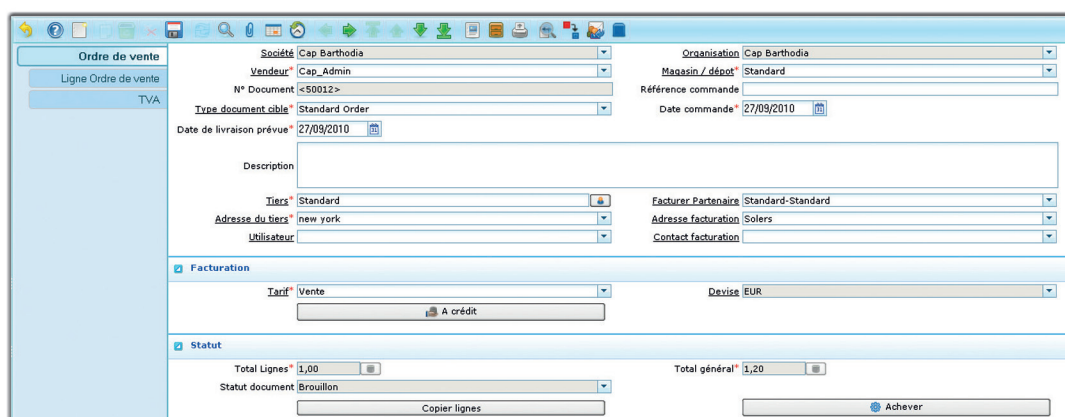 Ordre de vente
Ligne Ordre de vente
TVA
Société Cap Barthodia Organisation Cap Barthodia
Vendeur* Cap_Admin Magasin / dépot* Standard
N° Document <50012> Référence commande
Type document cible* Standard Order Date commande* 27/09/2010
Date de livraison prévue* 27/09/2010
Description
Tiers* Standard Facturer Partenaire Standard-Standard
Adresse du tiers* new york Adresse facturation Solers
Utilisateur Contact facturation
Facturation
Tarif* Vente Devise EUR
A crédit
Statut
Total Lignes* 1,00 Total général* 1,20
Statut document Brouillon
Copier lignes Achever